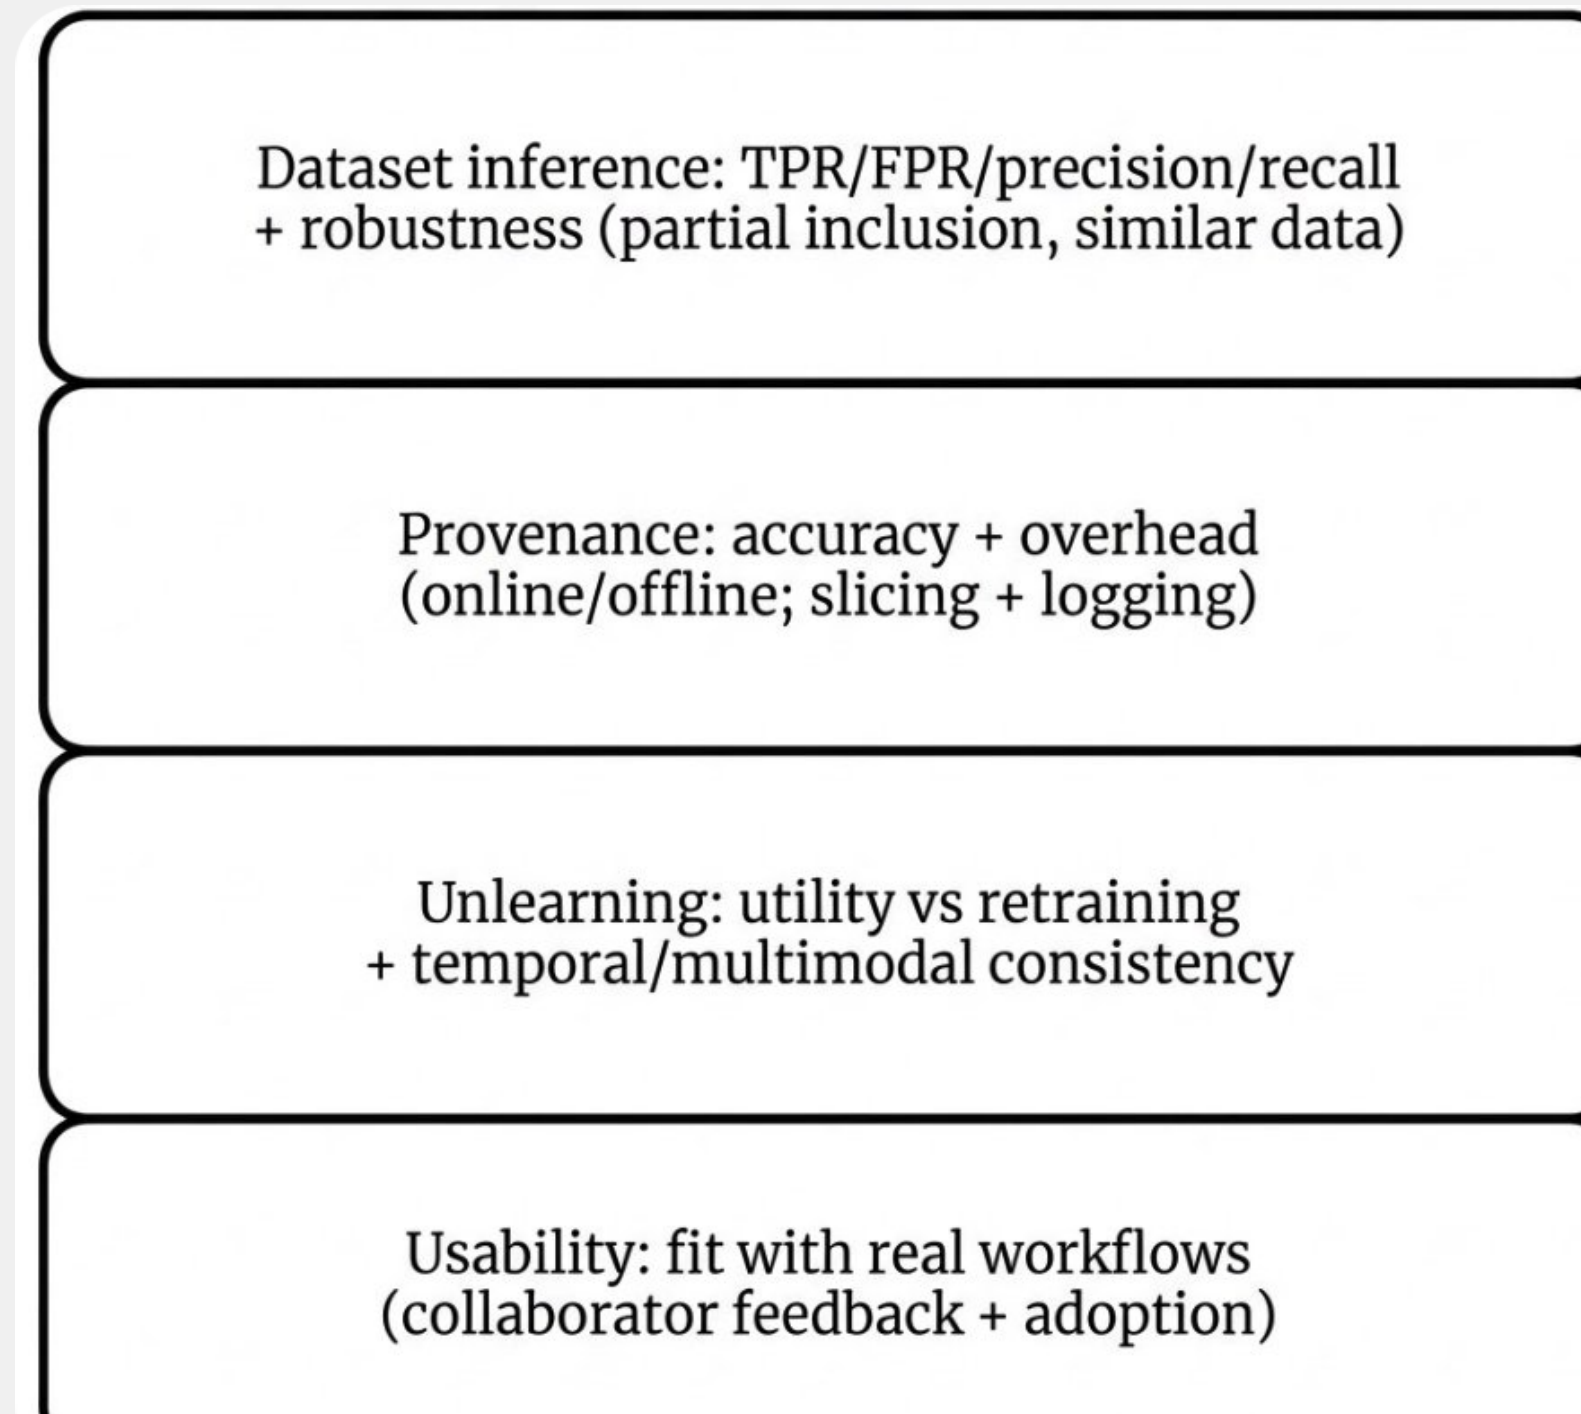 Dataset inference: TPR/FPR/precision/recall
+ robustness (partial inclusion, similar data)
Provenance: accuracy + overhead
(online/offline; slicing + logging)
Unlearning: utility vs retraining
+ temporal/multimodal consistency
Usability: fit with real workflows
(collaborator feedback + adoption)